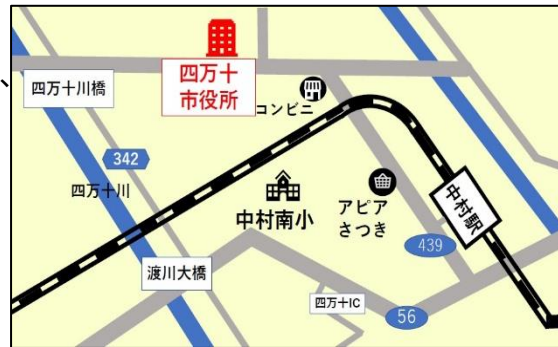 、
四万十
市役所
四万十川橋
コンビニ
342
四万十川
中村南小
アピア
さつき
中村駅
439
渡川大橋
四万十IC
56